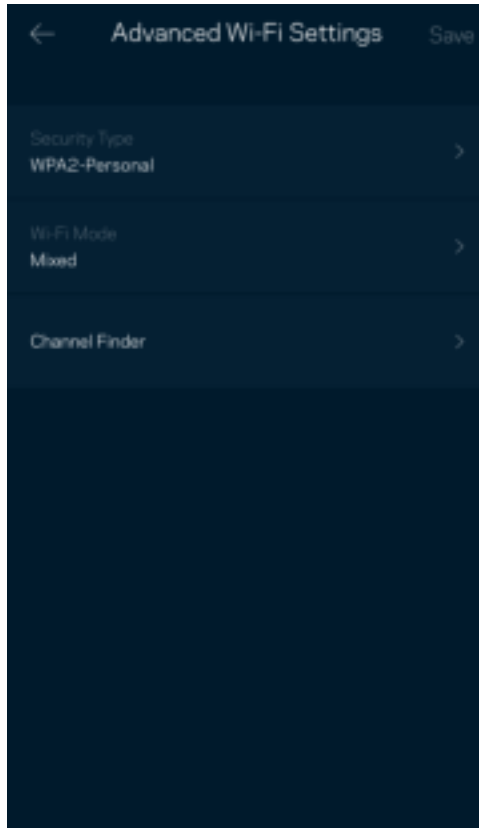 Advanced Wi-Fi Settings Save
Security Type
WPA2-Personal
Wi-Fi Mode
Mixed
Channel Finder